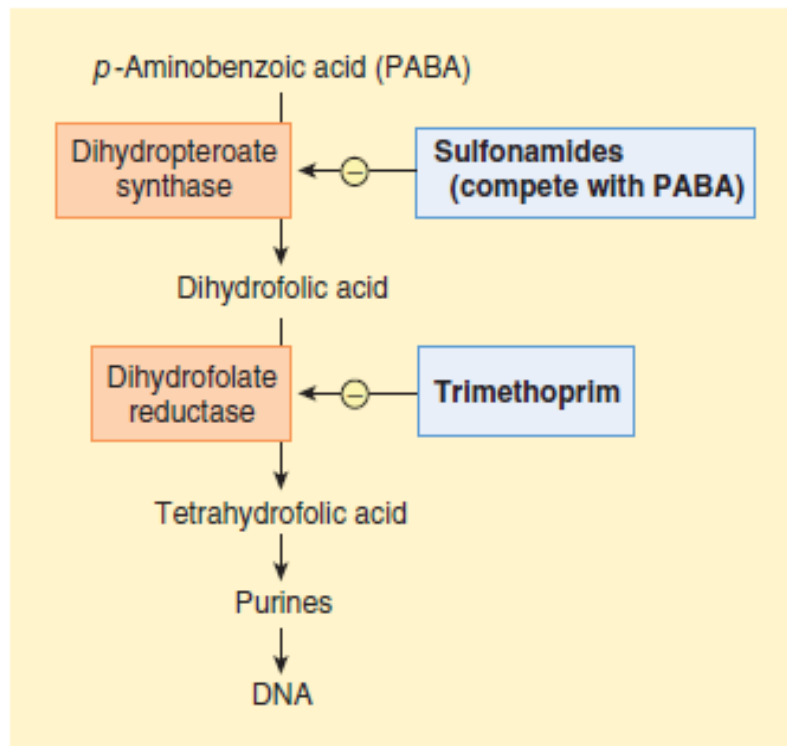 p-Aminobenzoic acid (PABA)
Dihydropteroate
synthase
−
Sulfonamides
(compete with PABA)
Dihydrofolic acid
Dihydrofolate
reductase
−
Trimethoprim
Tetrahydrofolic acid
Purines
DNA